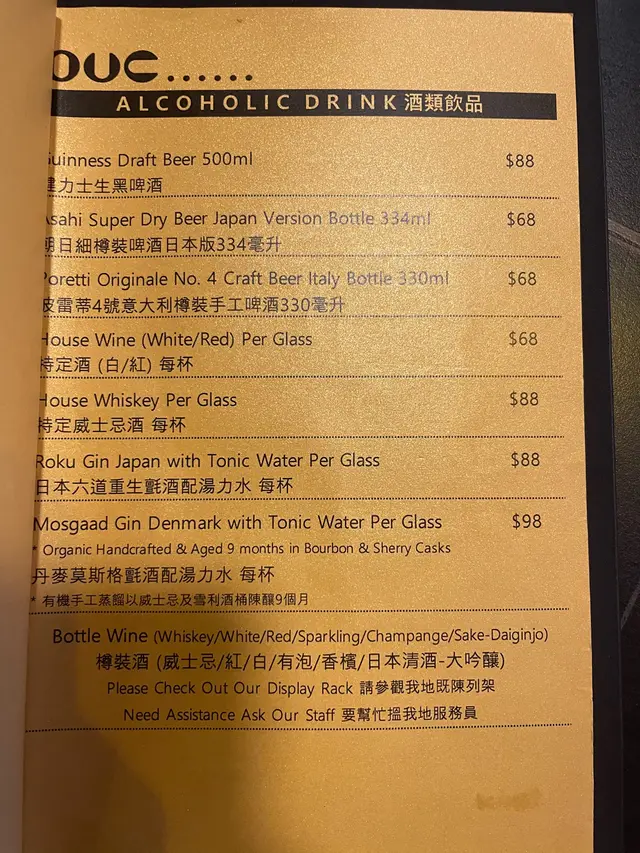 OUC......
ALCOHOLIC DRINK 酒類飲品
Guinness Draft Beer 500ml $88
健力士生黑啤酒
Asahi Super Dry Beer Japan Version Bottle 334ml $68
朝日細樽裝啤酒日本版334毫升
Poretti Originale No. 4 Craft Beer Italy Bottle 330ml $68
波雷蒂4號意大利樽裝手工啤酒330毫升
House Wine (White/Red) Per Glass $68
特定酒 (白/紅) 每杯
House Whiskey Per Glass $88
特定威士忌酒 每杯
Roku Gin Japan with Tonic Water Per Glass $88
日本六道重生氈酒配湯力水 每杯
Mosgaad Gin Denmark with Tonic Water Per Glass $98
* Organic Handcrafted & Aged 9 months in Bourbon & Sherry Casks
丹麥莫斯格氈酒配湯力水 每杯
* 有機手工蒸餾以威士忌及雪利酒桶陳釀9個月
Bottle Wine (Whiskey/White/Red/Sparkling/Champange/Sake-Daiginjo)
樽裝酒 (威士忌/紅/白/有泡/香檳/日本清酒-大吟釀)
Please Check Out Our Display Rack 請參觀我地既陳列架
Need Assistance Ask Our Staff 要幫忙搵我地服務員